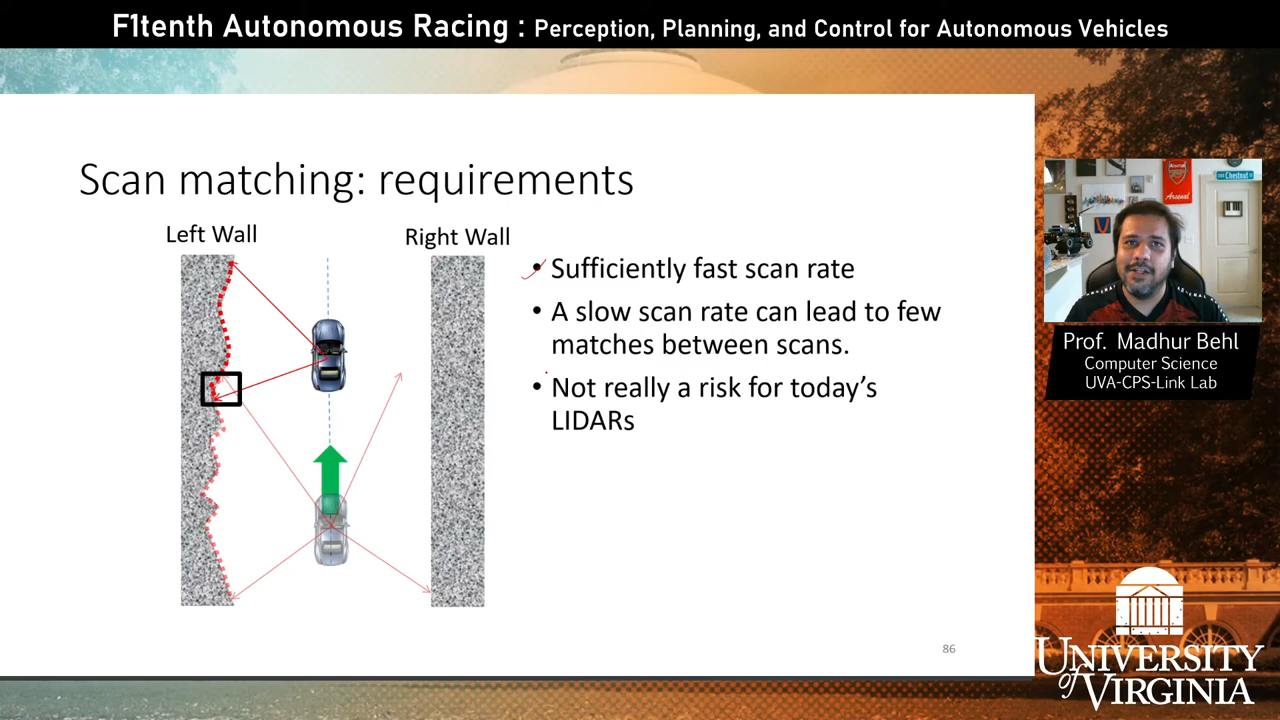 F1tenth Autonomous Racing : Perception, Planning, and Control for Autonomous Vehicles
Scan matching: requirements
Left Wall
Right Wall
• Sufficiently fast scan rate
• A slow scan rate can lead to few
matches between scans.
• Not really a risk for today's
LIDARs
86
Arsenal
Chestnut
Prof. Madhur Behl
Computer Science
UVA-CPS-Link Lab
UNIVERSITY
of VIRGINIA